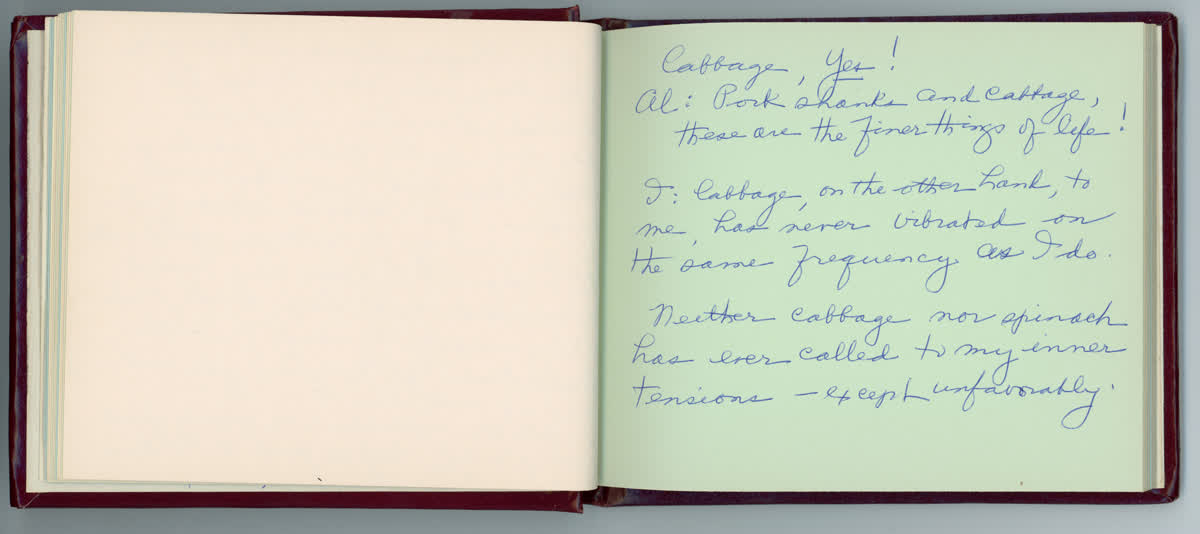 Cabbage, Yes!
Al: Pork shanks and cabbage,
these are the finer things of life!
I: Cabbage, on the other hand, to
me, has never vibrated on
the same frequency as I do.
Neither cabbage nor spinach
has ever called to my inner
tensions – except unfavorably.